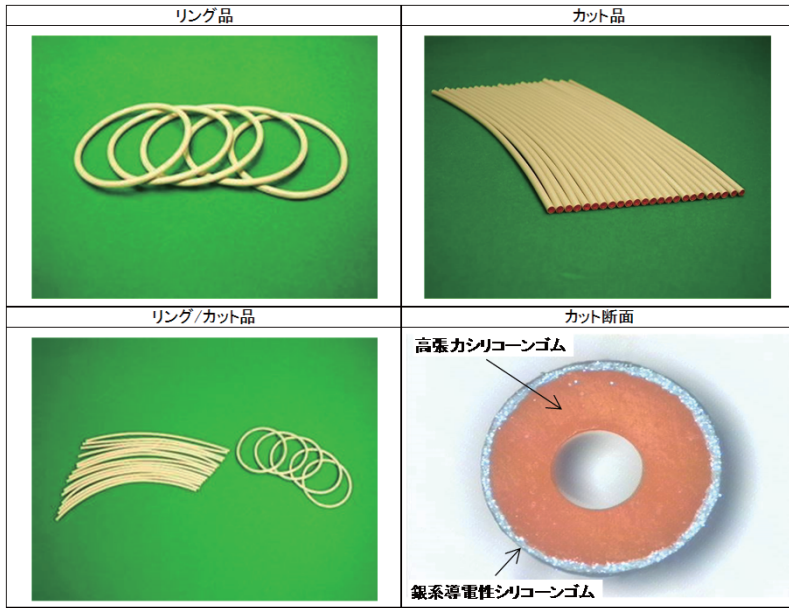 リング品
カット品
リング/カット品
カット断面
高張力シリコーンゴム
銀系導電性シリコーンゴム